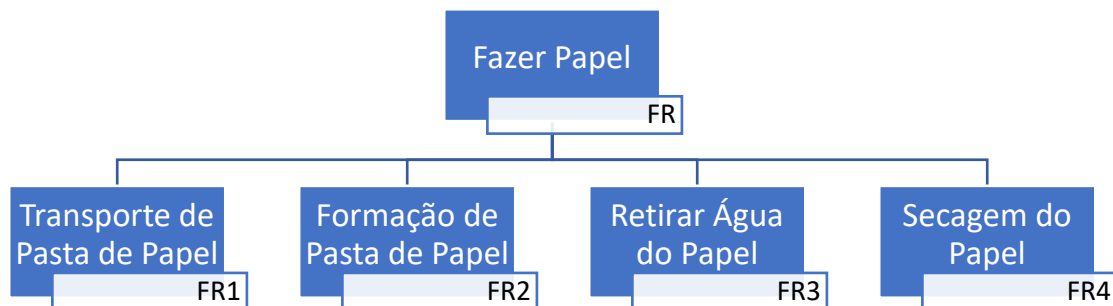 Fazer Papel
FR
Transporte de
Pasta de Papel
FR1
Formação de
Pasta de Papel
FR2
Retirar Água
do Papel
FR3
Secagem do
Papel
FR4